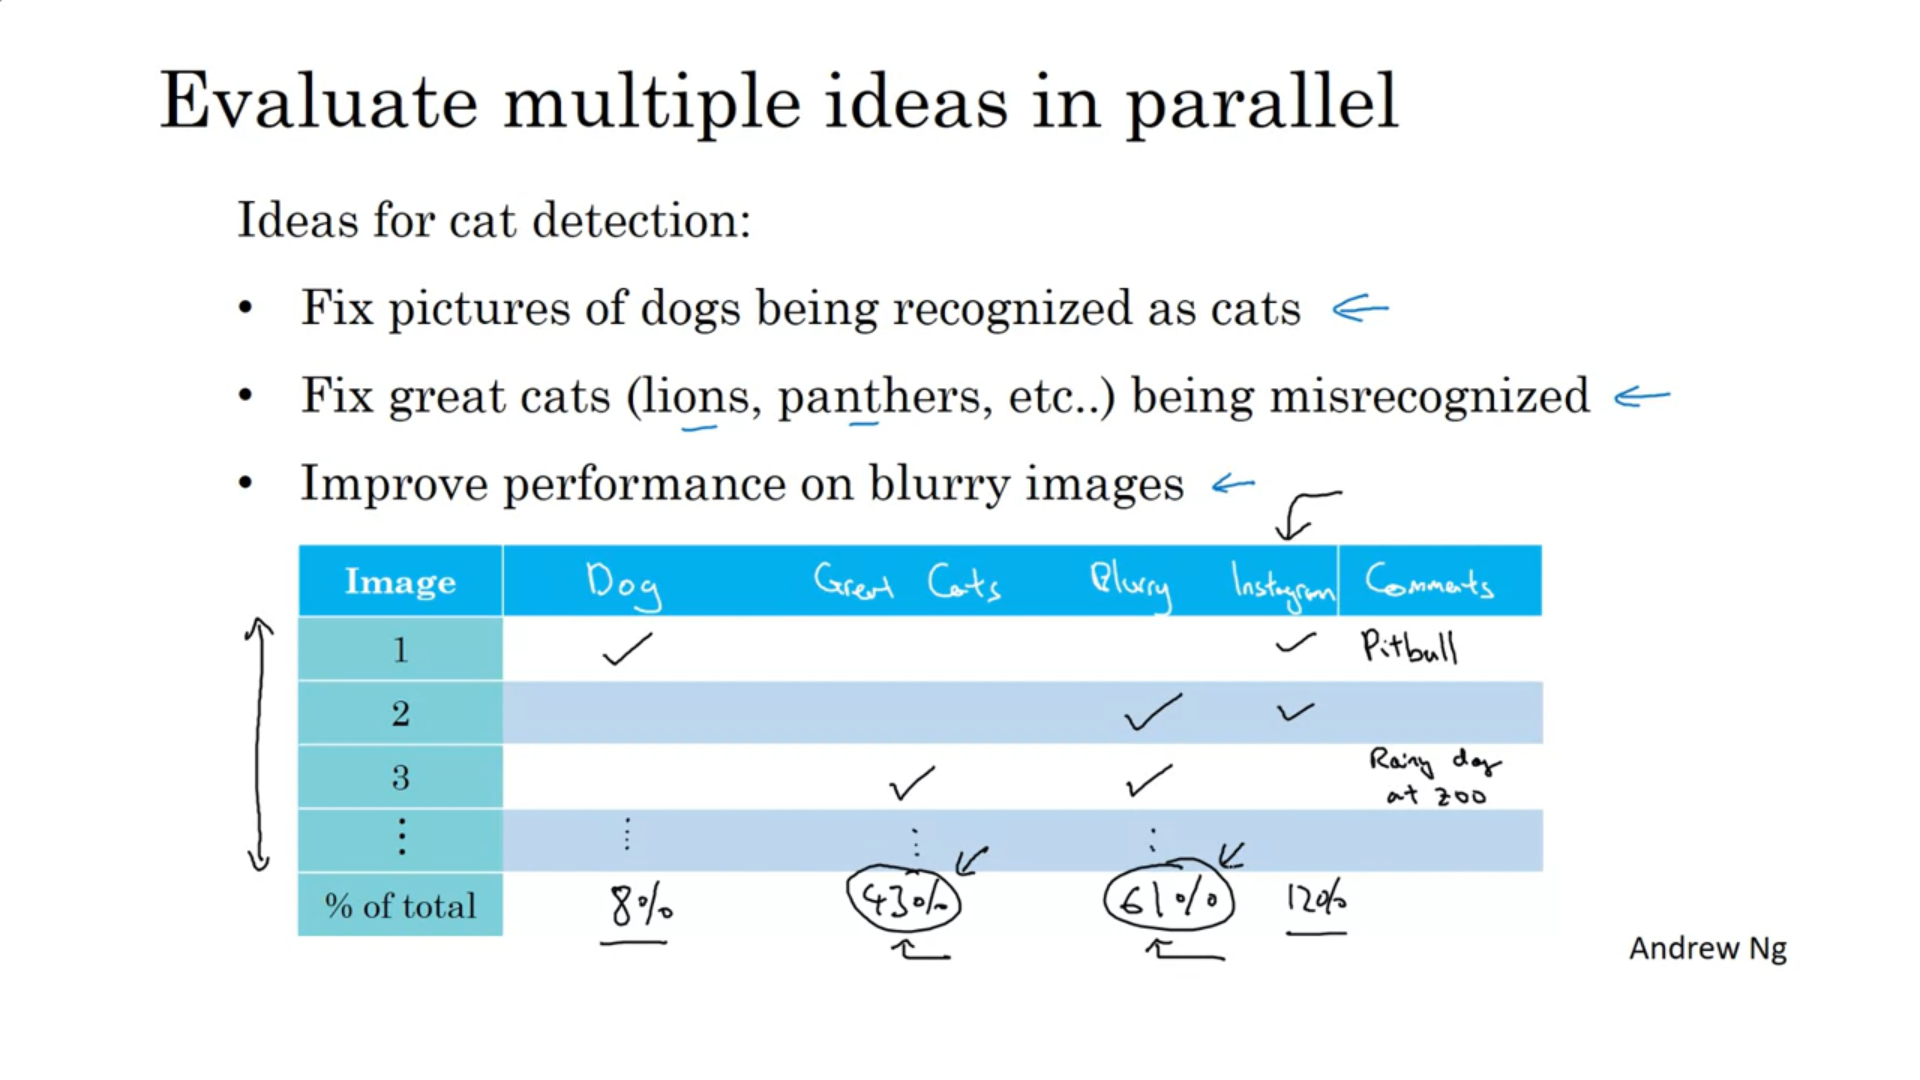 Evaluate multiple ideas in parallel
Ideas for cat detection:
• Fix pictures of dogs being recognized as cats
• Fix great cats (lions, panthers, etc..) being misrecognized
• Improve performance on blurry images
Image Dog Great Cats Blurry Instagram Comments
1 ✓ ✓ Pitbull
2 ✓ ✓
3 ✓ ✓ Rainy day
at zoo
⋮ ⋮ ⋮ ⋮
% of total 8% 43% 61% 12%
Andrew Ng